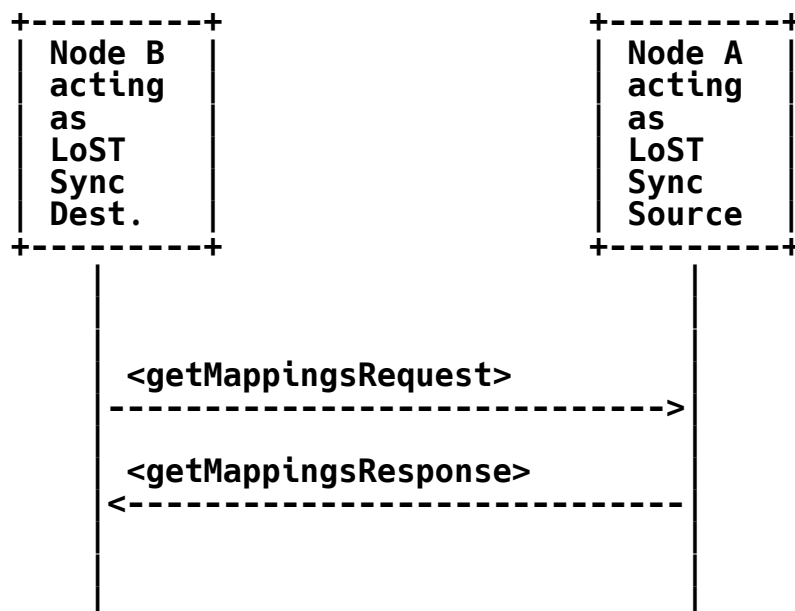 Node B
acting
as
LoST
Sync
Dest.
Node A
acting
as
LoST
Sync
Source
<getMappingsRequest>
<getMappingsResponse>